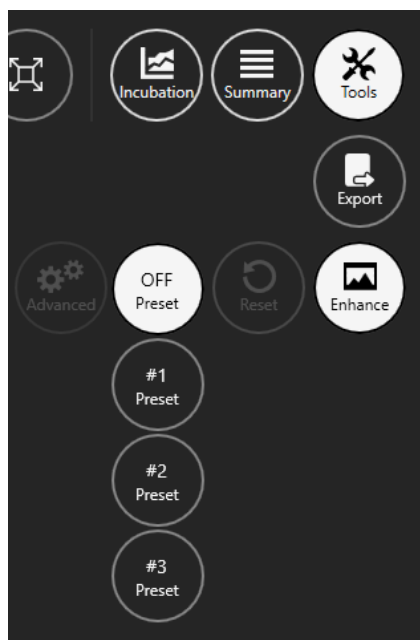 Incubation
Summary
Tools
Export
Advanced
OFF
Preset
Reset
Enhance
#1
Preset
#2
Preset
#3
Preset